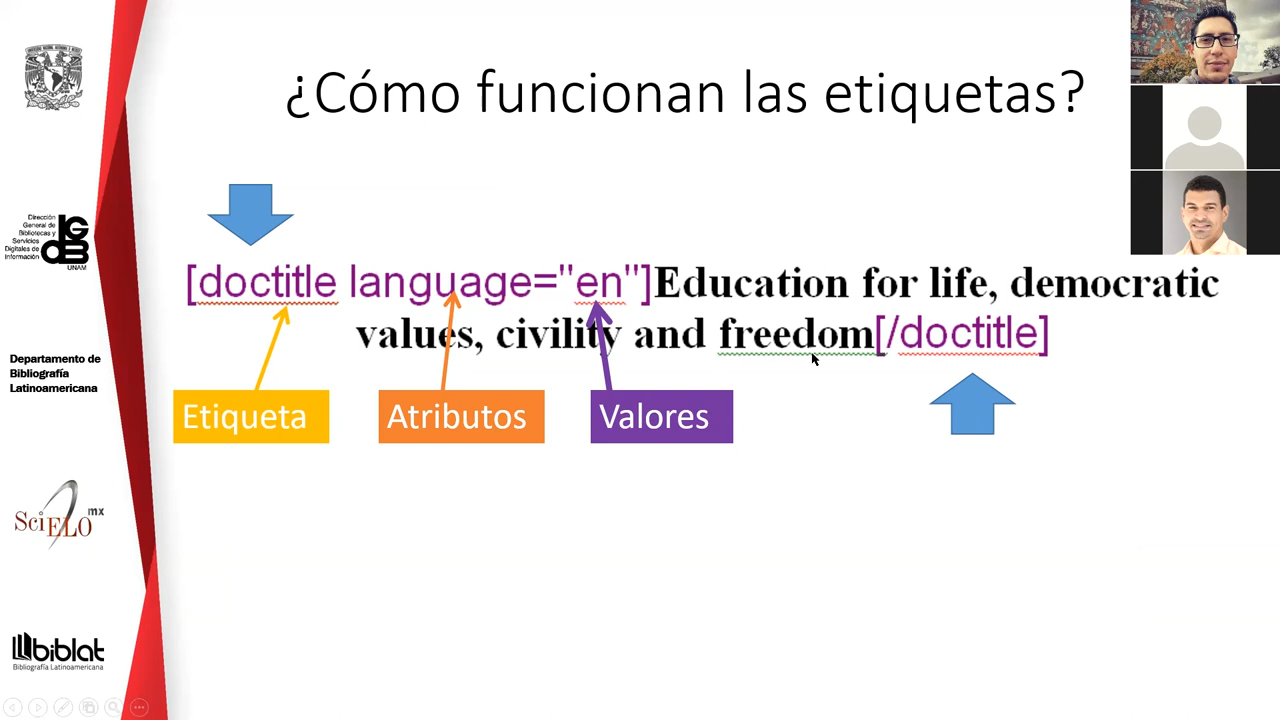 ¿Cómo funcionan las etiquetas?
[doctitle language="en"]Education for life, democratic
values, civility and freedom[/doctitle]
Etiqueta
Atributos
Valores
Dirección
General de
Bibliotecas y
Servicios
Digitales de
Información
UNAM
Departamento de
Bibliografía
Latinoamericana
SciELO mx
biblat
Bibliografía Latinoamericana